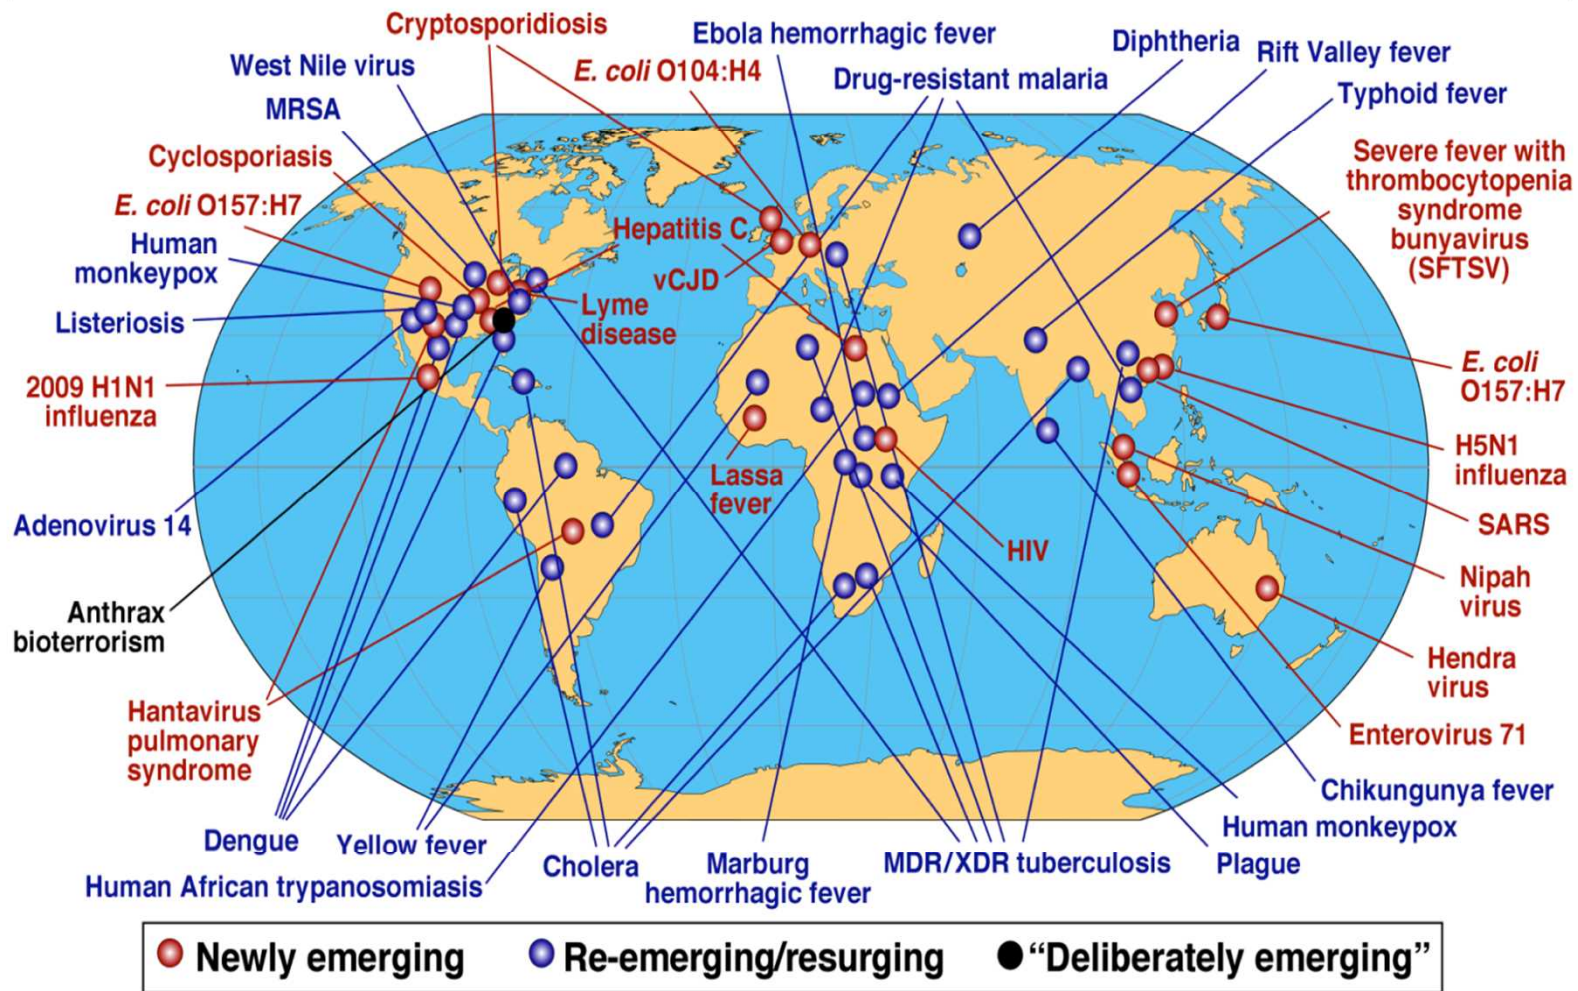 Cryptosporidiosis
Ebola hemorrhagic fever
Diphtheria
Rift Valley fever
West Nile virus
E. coli O104:H4
Drug-resistant malaria
Typhoid fever
MRSA
Severe fever with
thrombocytopenia
syndrome
bunyavirus
(SFTSV)
Cyclosporiasis
E. coli O157:H7
Hepatitis C
Human
monkeypox
vCJD
Listeriosis
Lyme
disease
E. coli
O157:H7
2009 H1N1
influenza
H5N1
influenza
Lassa
fever
Adenovirus 14
SARS
HIV
Nipah
virus
Anthrax
bioterrorism
Hendra
virus
Hantavirus
pulmonary
syndrome
Enterovirus 71
Chikungunya fever
Human monkeypox
Dengue
Yellow fever
Cholera
Marburg
hemorrhagic fever
MDR/XDR tuberculosis
Plague
Human African trypanosomiasis
Newly emerging
Re-emerging/resurging
“Deliberately emerging”